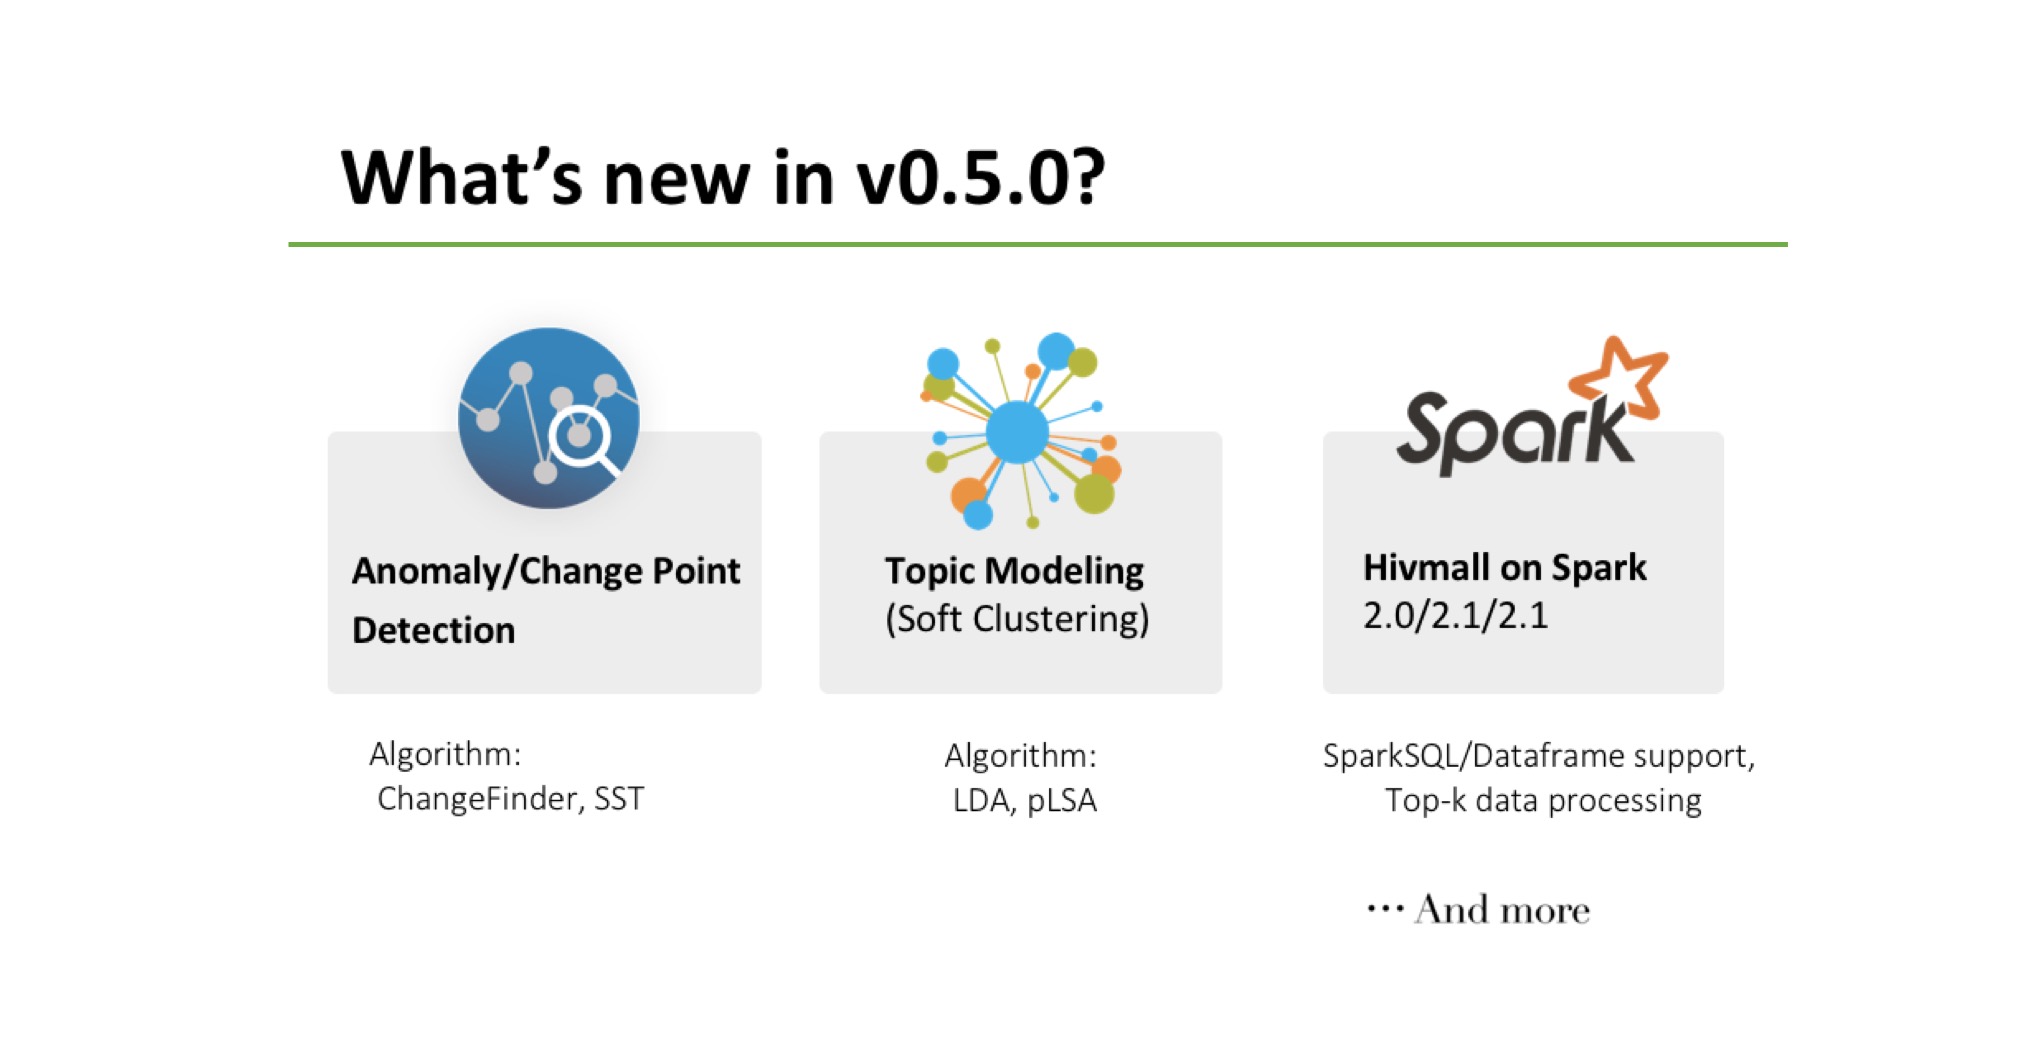 What’s new in v0.5.0?
Spark
Anomaly/Change Point
Detection
Topic Modeling
(Soft Clustering)
Hivmall on Spark
2.0/2.1/2.1
Algorithm:
ChangeFinder, SST
Algorithm:
LDA, pLSA
SparkSQL/Dataframe support,
Top-k data processing
… And more